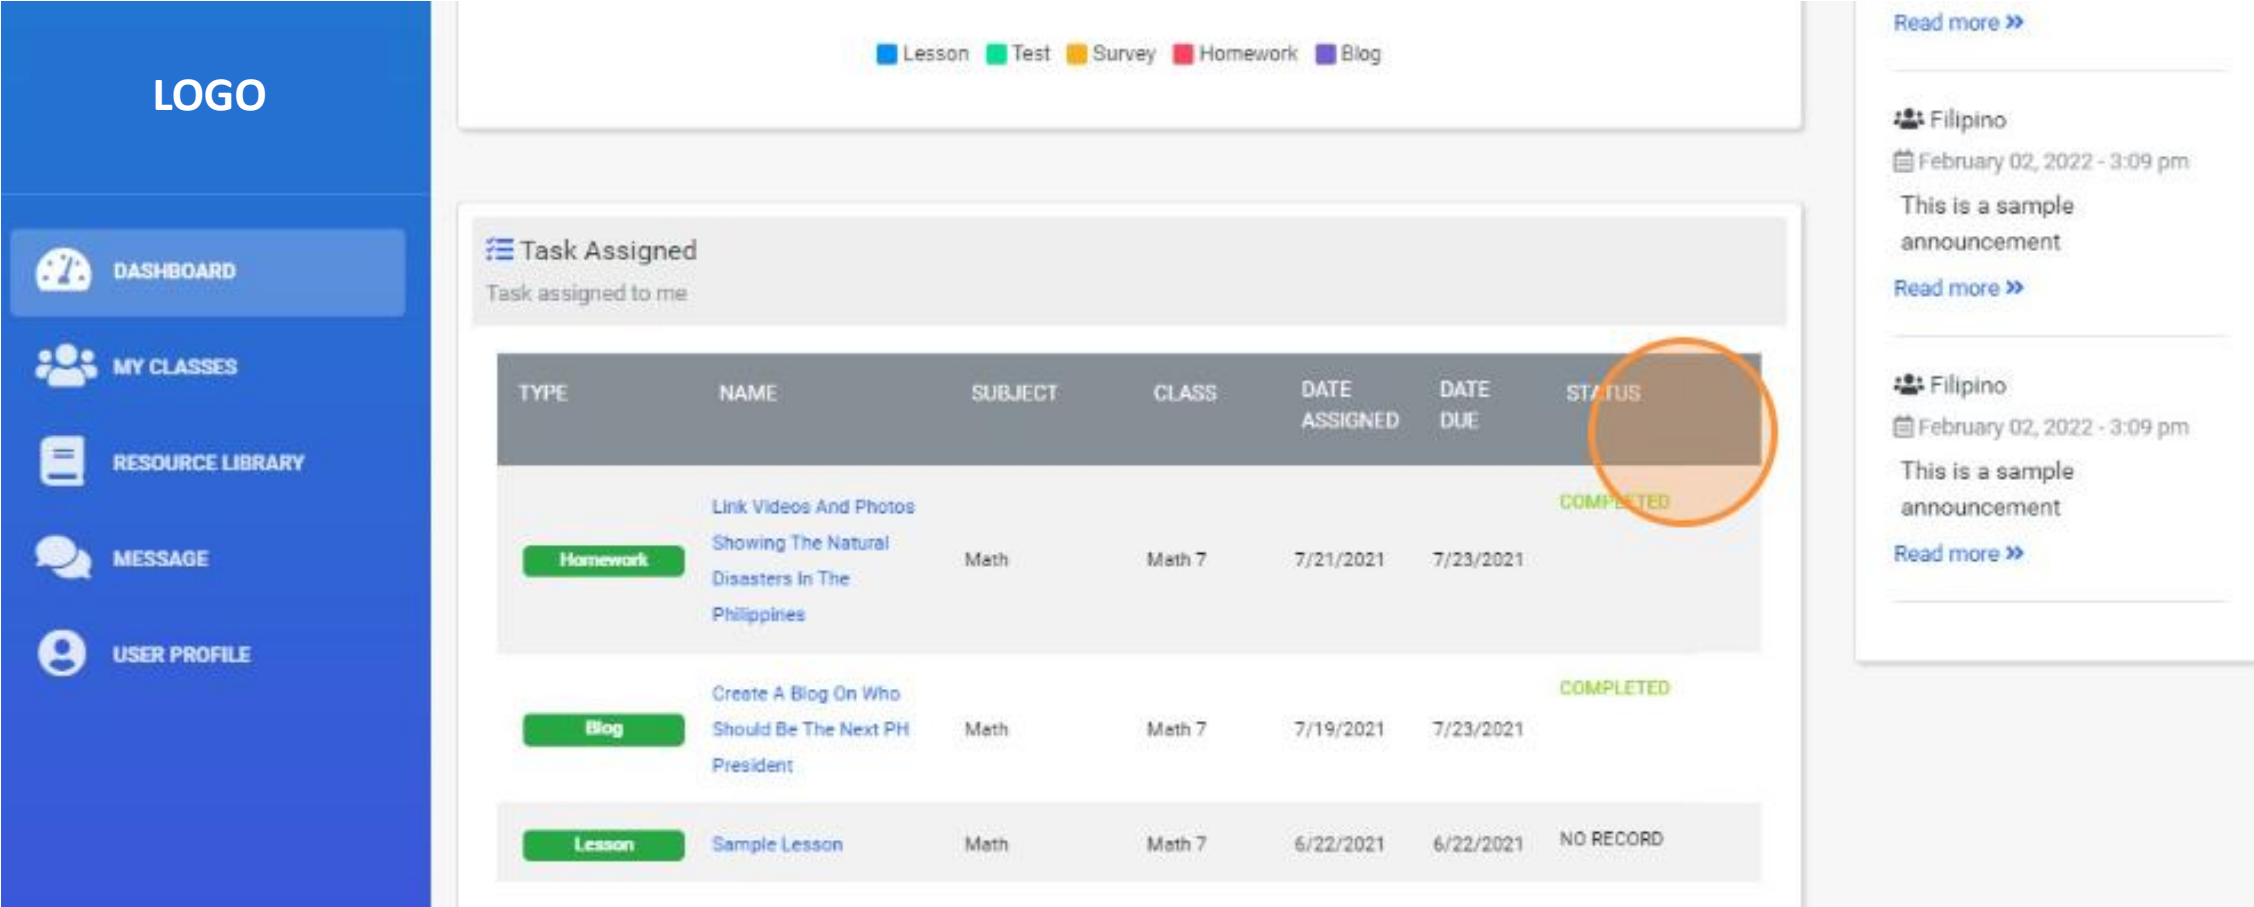 LOGO
DASHBOARD
MY CLASSES
RESOURCE LIBRARY
MESSAGE
USER PROFILE
Lesson Test Survey Homework Blog
Task Assigned
Task assigned to me
TYPE NAME SUBJECT CLASS DATE ASSIGNED DATE DUE STATUS
Homework
Link Videos And Photos
Showing The Natural
Disasters In The
Philippines
Math Math 7 7/21/2021 7/23/2021 COMPLETED
Blog
Create A Blog On Who
Should Be The Next PH
President
Math Math 7 7/19/2021 7/23/2021 COMPLETED
Lesson Sample Lesson Math Math 7 6/22/2021 6/22/2021 NO RECORD
Read more »
Filipino
February 02, 2022 - 3:09 pm
This is a sample
announcement
Read more »
Filipino
February 02, 2022 - 3:09 pm
This is a sample
announcement
Read more »